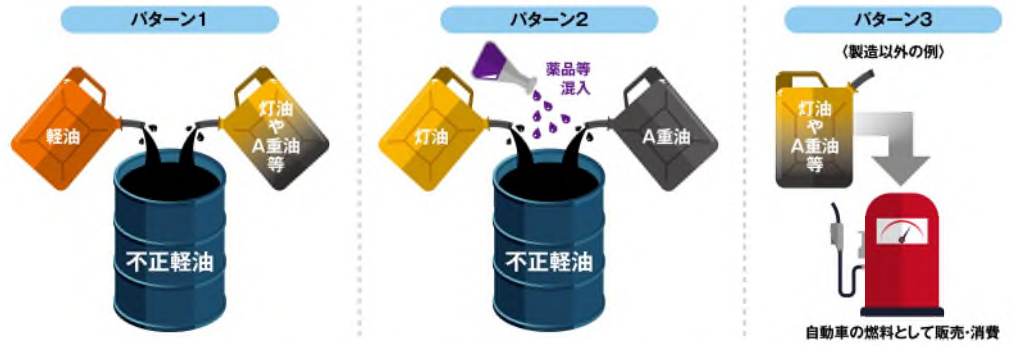 パターン1
軽油
灯油
や
A重油
等
不正軽油
パターン2
薬品等
混入
灯油
A重油
不正軽油
パターン3
〈製造以外の例〉
灯油
や
A重油
等
自動車の燃料として販売・消費